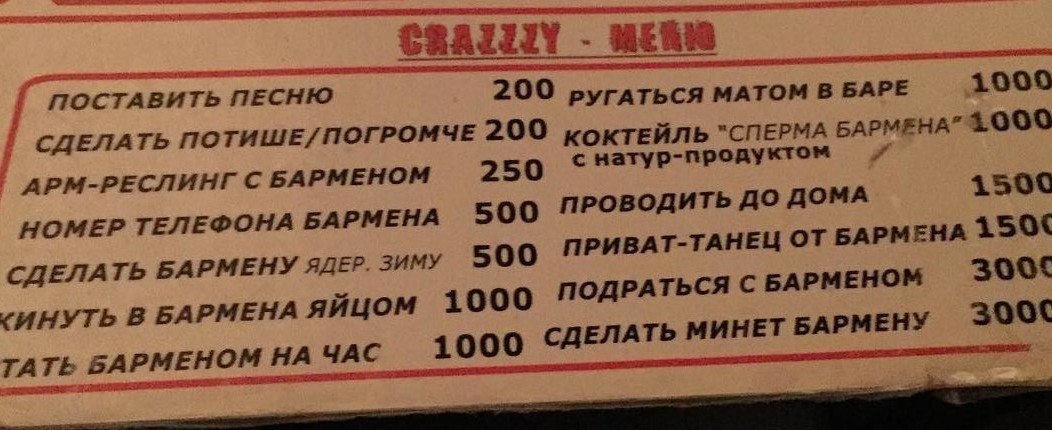 CRAZZZY - МЕНЮ
ПОСТАВИТЬ ПЕСНЮ 200
СДЕЛАТЬ ПОТИШЕ/ПОГРОМЧЕ 200
АРМ-РЕСЛИНГ С БАРМЕНОМ 250
НОМЕР ТЕЛЕФОНА БАРМЕНА 500
СДЕЛАТЬ БАРМЕНУ ЯДЕР. ЗИМУ 500
КИНУТЬ В БАРМЕНА ЯЙЦОМ 1000
ТАТЬ БАРМЕНОМ НА ЧАС 1000
РУГАТЬСЯ МАТОМ В БАРЕ 1000
КОКТЕЙЛЬ "СПЕРМА БАРМЕНА" 1000
с натур-продуктом
ПРОВОДИТЬ ДО ДОМА 1500
ПРИВАТ-ТАНЕЦ ОТ БАРМЕНА 1500
ПОДРАТЬСЯ С БАРМЕНОМ 3000
СДЕЛАТЬ МИНЕТ БАРМЕНУ 3000